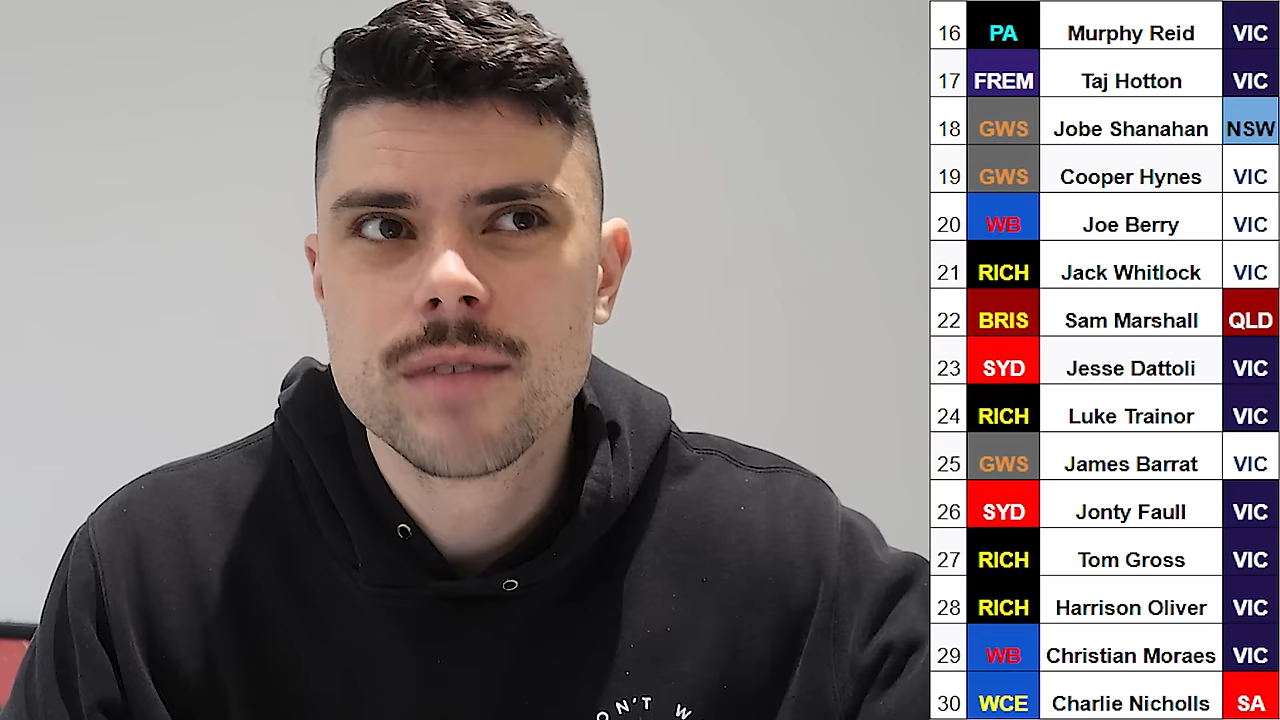 16 PA Murphy Reid VIC
17 FREM Taj Hotton VIC
18 GWS Jobe Shanahan NSW
19 GWS Cooper Hynes VIC
20 WB Joe Berry VIC
21 RICH Jack Whitlock VIC
22 BRIS Sam Marshall QLD
23 SYD Jesse Dattoli VIC
24 RICH Luke Trainor VIC
25 GWS James Barrat VIC
26 SYD Jonty Faull VIC
27 RICH Tom Gross VIC
28 RICH Harrison Oliver VIC
29 WB Christian Moraes VIC
30 WCE Charlie Nicholls SA
ON'T W